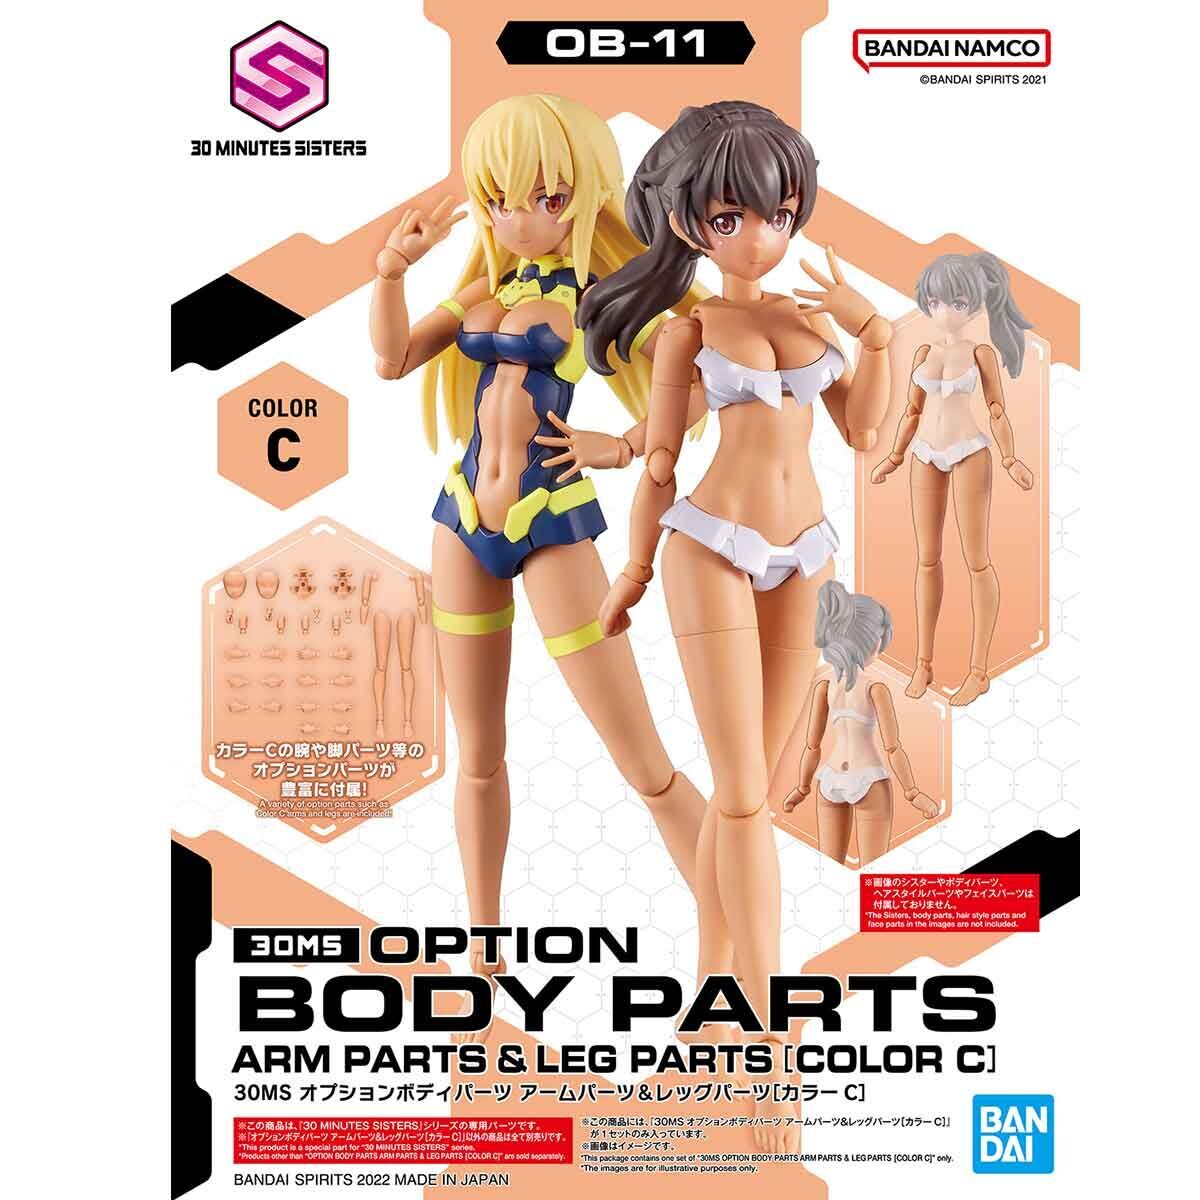 OB-11
BANDAI NAMCO
©BANDAI SPIRITS 2021
30 MINUTES SISTERS
COLOR
C
カラーCの腕や脚パーツ等の
オプションパーツが
豊富に付属!
A variety of option parts such as
Color C arms and legs are included!
※画像のシスターやボディパーツ、
ヘアスタイルパーツやフェイスパーツは
付属しておりません。
*The Sisters, body parts, hair style parts and
face parts in the images are not included.
30MS OPTION
BODY PARTS
ARM PARTS & LEG PARTS [COLOR C]
30MS オプションボディパーツ アームパーツ&レッグパーツ[カラー C]
※この商品は、「30 MINUTES SISTERS」シリーズの専用パーツです。
※「オプションボディパーツ アームパーツ&レッグパーツ[カラー C]」以外の商品は全て別売りです。
*This product is a special part for "30 MINUTES SISTERS" series.
*Products other than "OPTION BODY PARTS ARM PARTS & LEG PARTS [COLOR C]" are sold separately.
※この商品には、「30MS オプションボディパーツ アームパーツ&レッグパーツ[カラー C]」
が1セットのみ入っています。
※画像はイメージです。
*This package contains one set of "30MS OPTION BODY PARTS ARM PARTS & LEG PARTS [COLOR C]" only.
*The images are for illustrative purposes only.
BANDAI SPIRITS 2022 MADE IN JAPAN
BAN
DAI